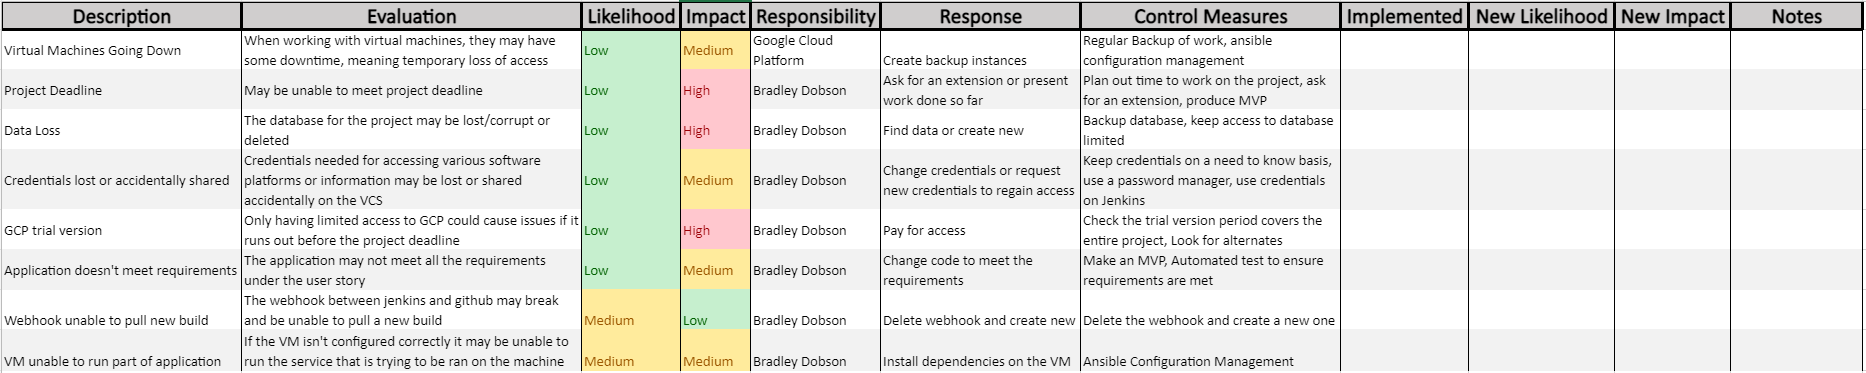 Description Evaluation Likelihood Impact Responsibility Response Control Measures Implemented New Likelihood New Impact Notes
Virtual Machines Going Down
When working with virtual machines, they may have
some downtime, meaning temporary loss of access
Low
Medium
Google Cloud
Platform
Create backup instances
Regular Backup of work, ansible
configuration management
Project Deadline
May be unable to meet project deadline
Low
High
Bradley Dobson
Ask for an extension or present
work done so far
Plan out time to work on the project, ask
for an extension, produce MVP
Data Loss
The database for the project may be lost/corrupt or
deleted
Low
High
Bradley Dobson
Find data or create new
Backup database, keep access to database
limited
Credentials lost or accidentally shared
Credentials needed for accessing various software
platforms or information may be lost or shared
accidentally on the VCS
Low
Medium
Bradley Dobson
Change credentials or request
new credentials to regain access
Keep credentials on a need to know basis,
use a password manager, use credentials
on Jenkins
GCP trial version
Only having limited access to GCP could cause issues if it
runs out before the project deadline
Low
High
Bradley Dobson
Pay for access
Check the trial version period covers the
entire project, Look for alternates
Application doesn't meet requirements
The application may not meet all the requirements
under the user story
Low
Medium
Bradley Dobson
Change code to meet the
requirements
Make an MVP, Automated test to ensure
requirements are met
Webhook unable to pull new build
The webhook between jenkins and github may break
and be unable to pull a new build
Medium
Low
Bradley Dobson
Delete webhook and create new
Delete the webhook and create a new one
VM unable to run part of application
If the VM isn't configured correctly it may be unable to
run the service that is trying to be ran on the machine
Medium
Medium
Bradley Dobson
Install dependencies on the VM
Ansible Configuration Management